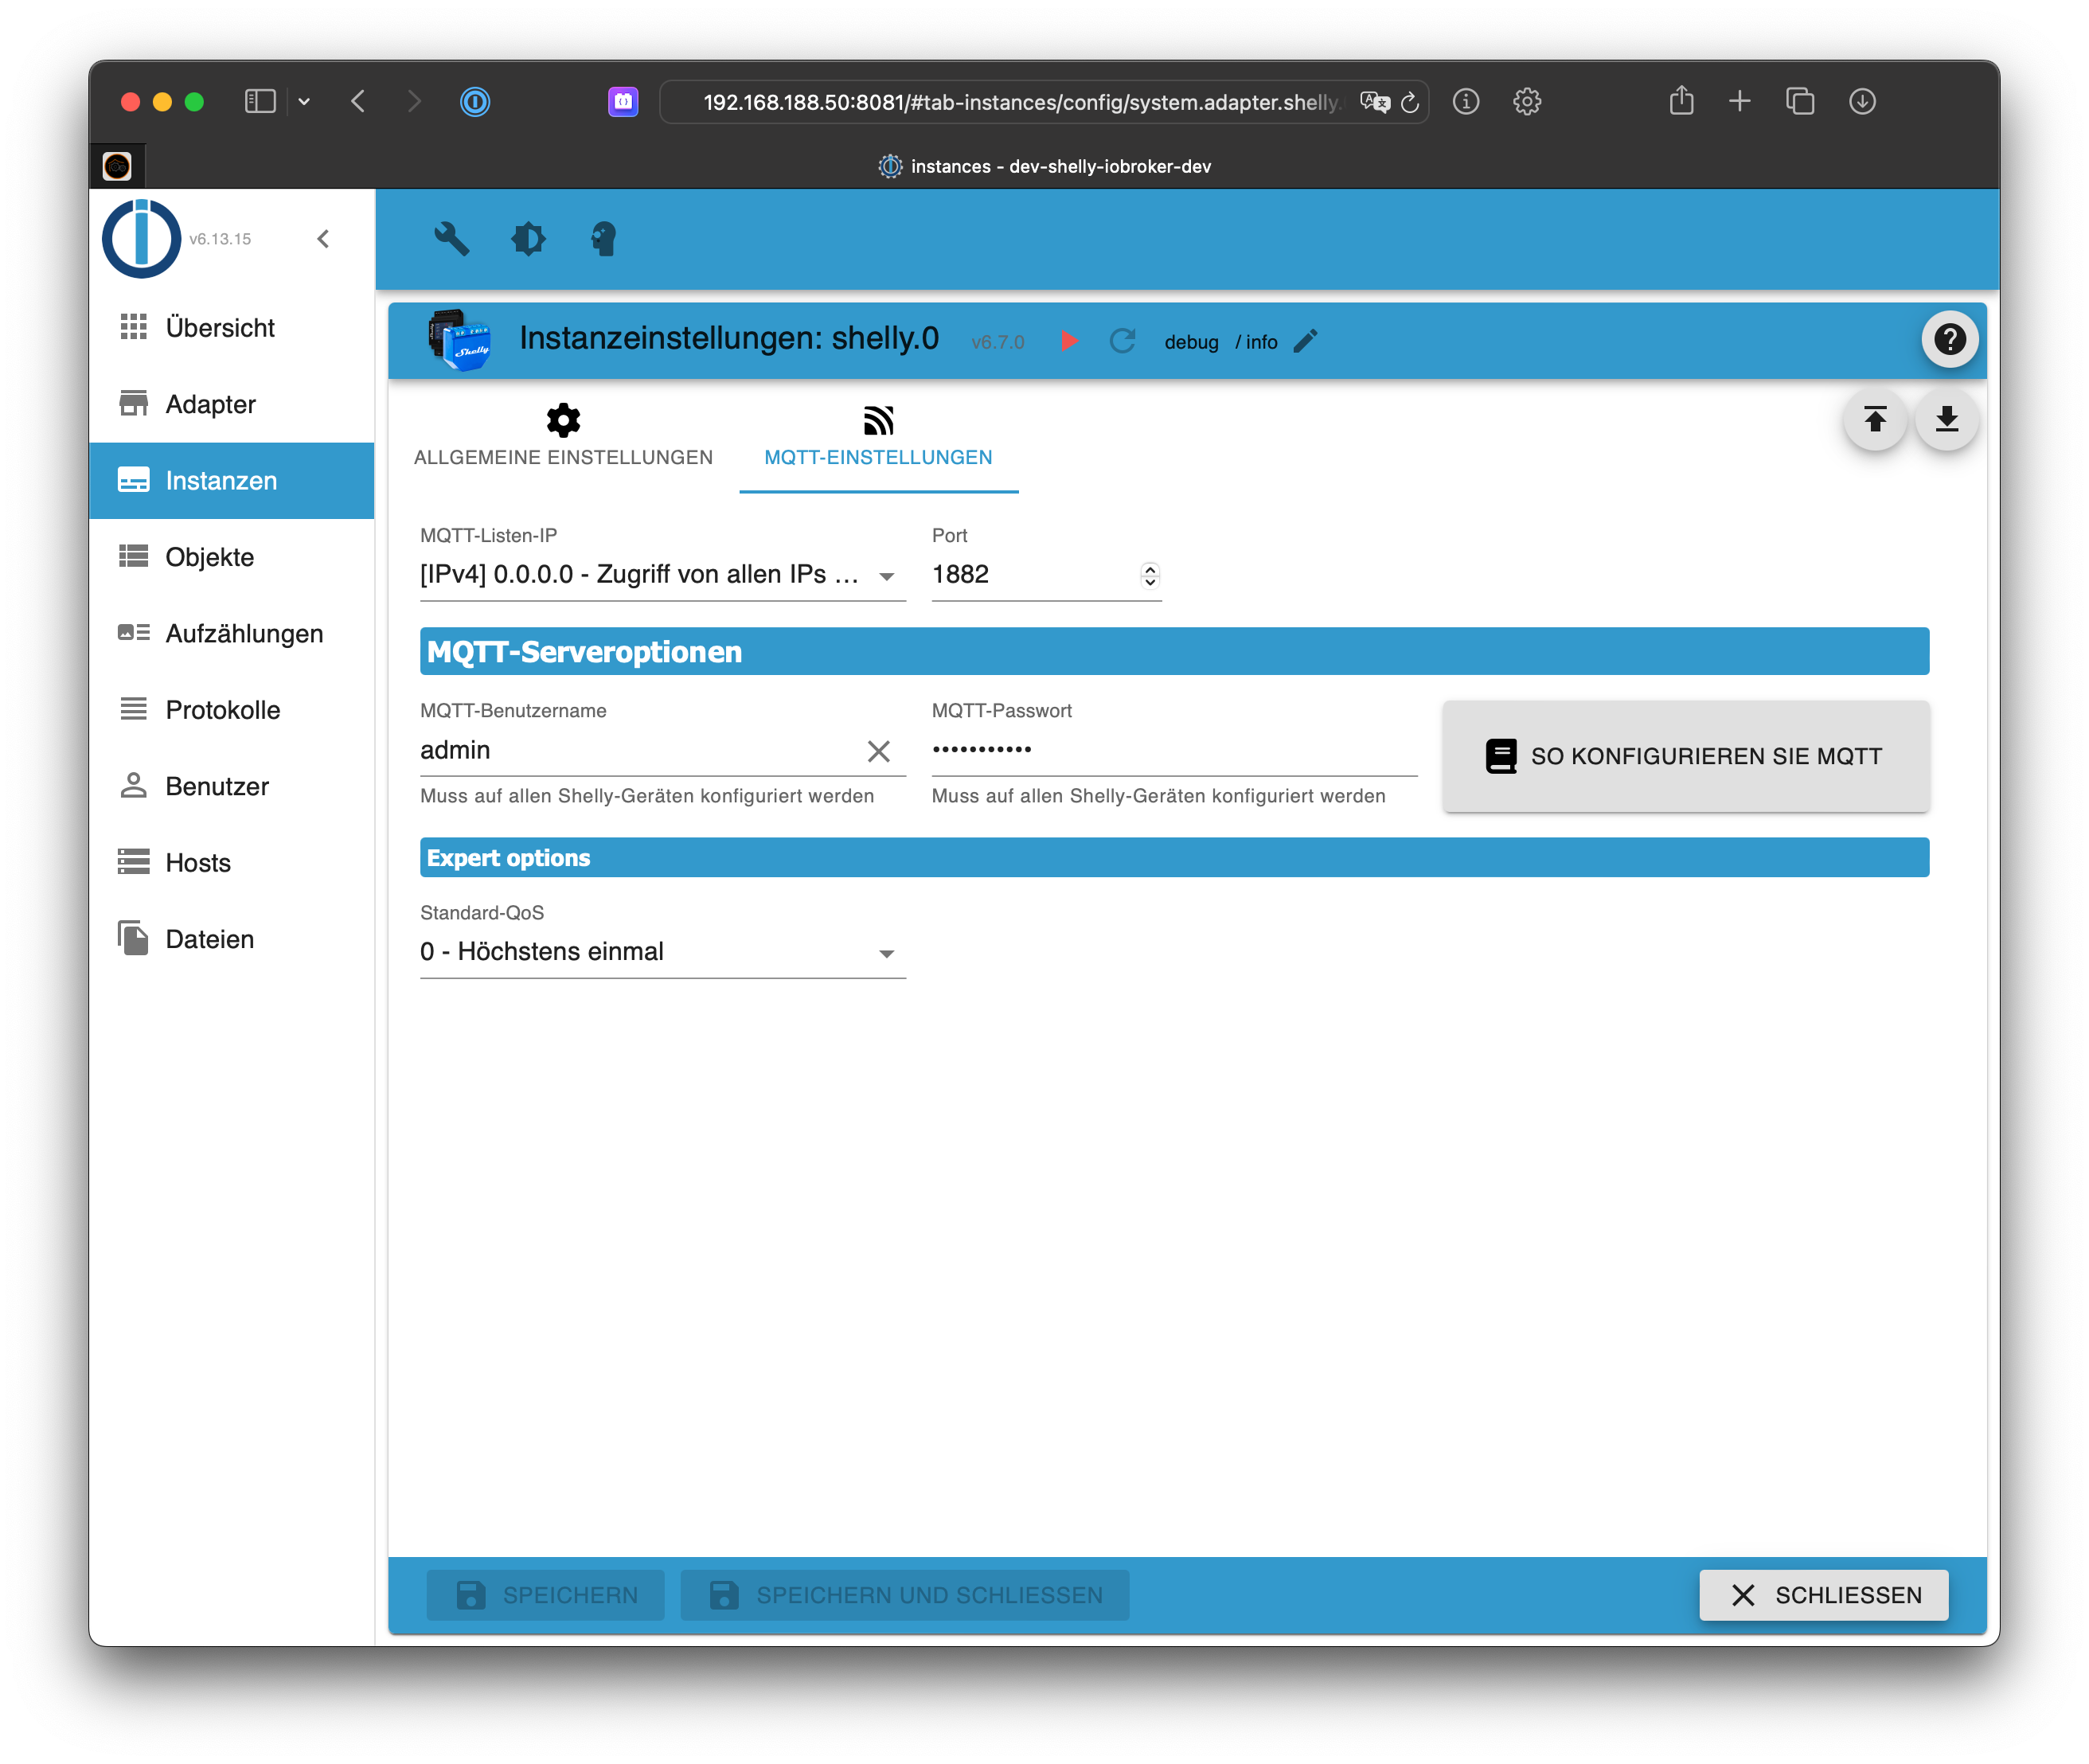 192.168.188.50:8081/#tab-instances/config/system.adapter.shelly.
instances - dev-shelly-iobroker-dev
v6.13.15
Übersicht
Adapter
Instanzen
Objekte
Aufzählungen
Protokolle
Benutzer
Hosts
Dateien
Shelly
Instanzeinstellungen: shelly.0 v6.7.0 debug / info
ALLGEMEINE EINSTELLUNGEN
MQTT-EINSTELLUNGEN
MQTT-Listen-IP
[IPv4] 0.0.0.0 - Zugriff von allen IPs ...
Port
1882
MQTT-Serveroptionen
MQTT-Benutzername
admin
Muss auf allen Shelly-Geräten konfiguriert werden
MQTT-Passwort
•••••••••••
Muss auf allen Shelly-Geräten konfiguriert werden
SO KONFIGURIEREN SIE MQTT
Expert options
Standard-QoS
0 - Höchstens einmal
SPEICHERN
SPEICHERN UND SCHLIESSEN
SCHLIESSEN